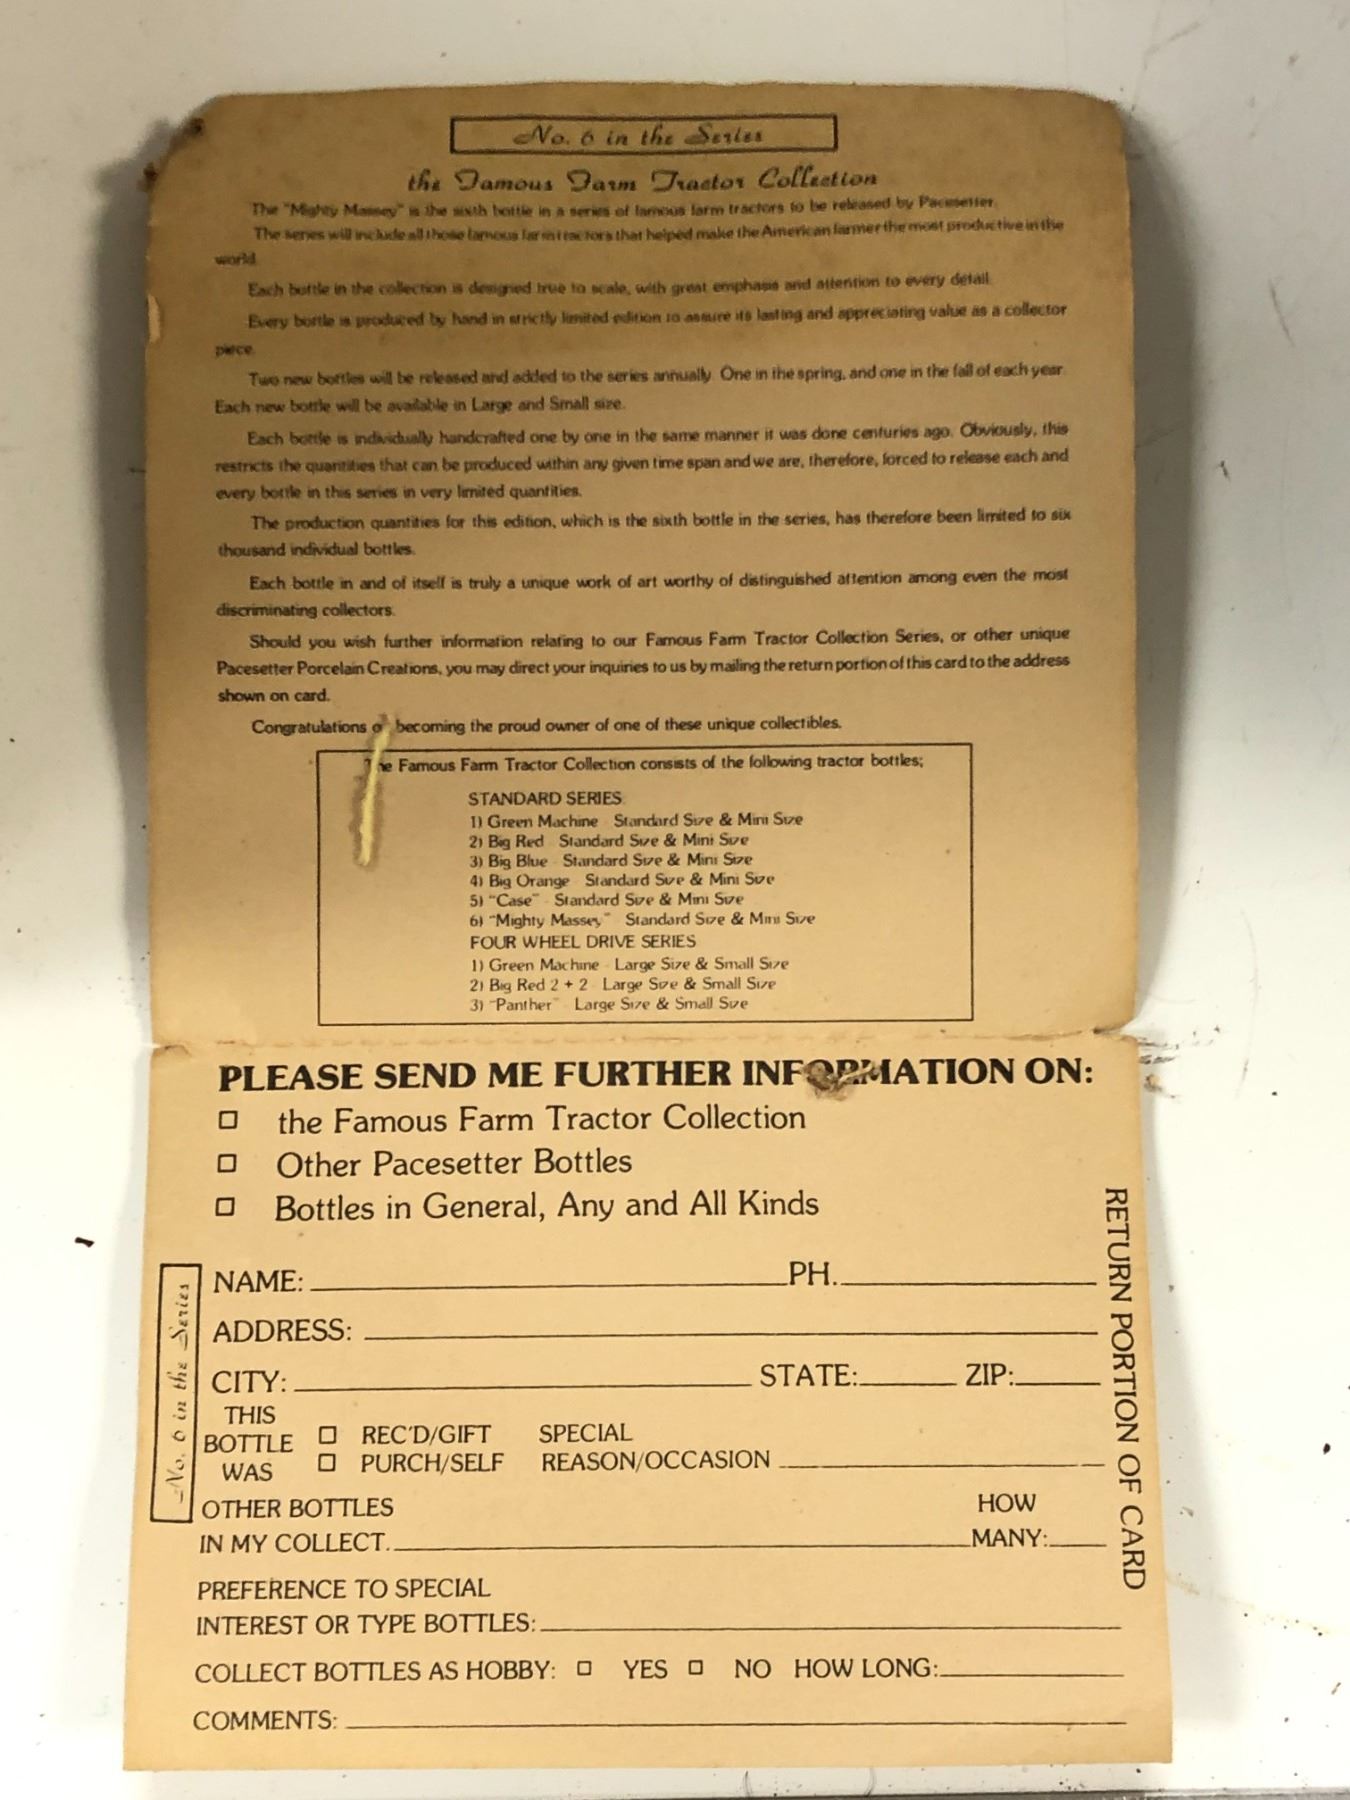 No. 6 in the Series
the Famous Farm Tractor Collection
The "Mighty Massey" is the sixth bottle in a series of famous farm tractors to be released by Pacesetter.
The series will include all those famous farm tractors that helped make the American farmer the most productive in the
world.
Each bottle in the collection is designed true to scale, with great emphasis and attention to every detail.
Every bottle is produced by hand in strictly limited edition to assure its lasting and appreciating value as a collector
piece.
Two new bottles will be released and added to the series annually. One in the spring, and one in the fall of each year.
Each new bottle will be available in Large and Small size.
Each bottle is individually handcrafted one by one in the same manner it was done centuries ago. Obviously, this
restricts the quantities that can be produced within any given time span and we are, therefore, forced to release each and
every bottle in this series in very limited quantities.
The production quantities for this edition, which is the sixth bottle in the series, has therefore been limited to six
thousand individual bottles.
Each bottle in and of itself is truly a unique work of art worthy of distinguished attention among even the most
discriminating collectors.
Should you wish further information relating to our Famous Farm Tractor Collection Series, or other unique
Pacesetter Porcelain Creations, you may direct your inquiries to us by mailing the return portion of this card to the address
shown on card.
Congratulations o becoming the proud owner of one of these unique collectibles.
The Famous Farm Tractor Collection consists of the following tractor bottles;
STANDARD SERIES:
1) Green Machine - Standard Size & Mini Size
2) Big Red - Standard Size & Mini Size
3) Big Blue - Standard Size & Mini Size
4) Big Orange - Standard Size & Mini Size
5) "Case" - Standard Size & Mini Size
6) "Mighty Massey" - Standard Size & Mini Size
FOUR WHEEL DRIVE SERIES
1) Green Machine - Large Size & Small Size
2) Big Red 2 + 2 - Large Size & Small Size
3) "Panther" - Large Size & Small Size
PLEASE SEND ME FURTHER INFORMATION ON:
the Famous Farm Tractor Collection
Other Pacesetter Bottles
Bottles in General, Any and All Kinds
NAME: PH.
ADDRESS:
CITY: STATE: ZIP:
THIS
BOTTLE REC'D/GIFT SPECIAL
WAS PURCH/SELF REASON/OCCASION
OTHER BOTTLES HOW
IN MY COLLECT. MANY:
PREFERENCE TO SPECIAL
INTEREST OR TYPE BOTTLES:
COLLECT BOTTLES AS HOBBY: YES NO HOW LONG:
COMMENTS:
No. 6 in the Series
RETURN PORTION OF CARD